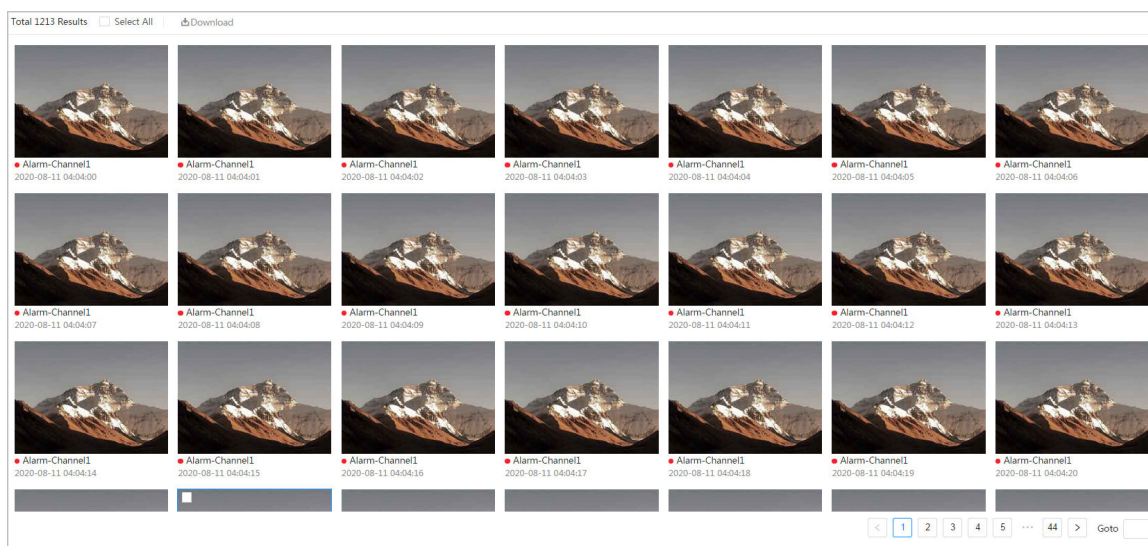 Total 1213 Results Select All Download
Alarm-Channel1 Alarm-Channel1 Alarm-Channel1 Alarm-Channel1 Alarm-Channel1 Alarm-Channel1 Alarm-Channel1
2020-08-11 04:04:00 2020-08-11 04:04:01 2020-08-11 04:04:02 2020-08-11 04:04:03 2020-08-11 04:04:04 2020-08-11 04:04:05 2020-08-11 04:04:06
Alarm-Channel1 Alarm-Channel1 Alarm-Channel1 Alarm-Channel1 Alarm-Channel1 Alarm-Channel1 Alarm-Channel1
2020-08-11 04:04:07 2020-08-11 04:04:08 2020-08-11 04:04:09 2020-08-11 04:04:10 2020-08-11 04:04:11 2020-08-11 04:04:12 2020-08-11 04:04:13
Alarm-Channel1 Alarm-Channel1 Alarm-Channel1 Alarm-Channel1 Alarm-Channel1 Alarm-Channel1 Alarm-Channel1
2020-08-11 04:04:14 2020-08-11 04:04:15 2020-08-11 04:04:16 2020-08-11 04:04:17 2020-08-11 04:04:18 2020-08-11 04:04:19 2020-08-11 04:04:20
< 1 2 3 4 5 ··· 44 > Goto